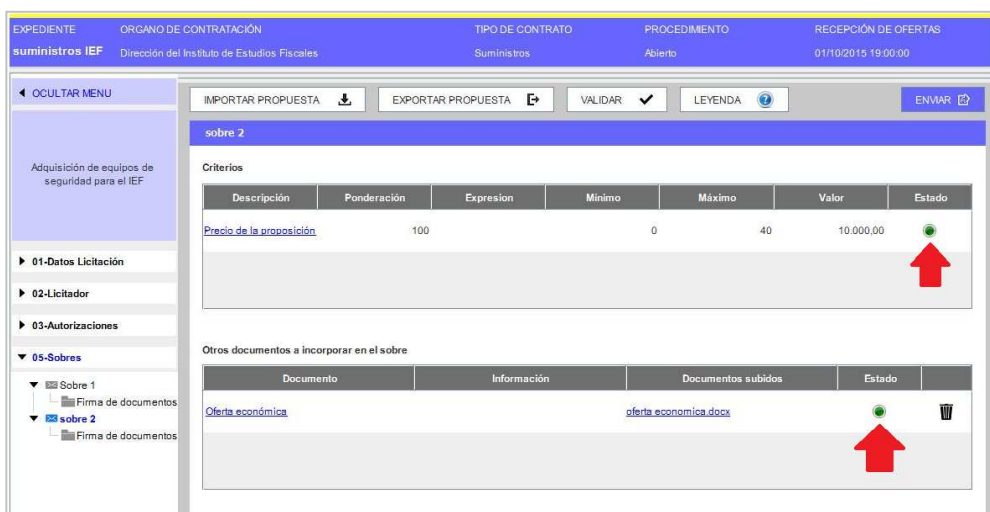 EXPEDIENTE ORGANO DE CONTRATACIÓN TIPO DE CONTRATO PROCEDIMIENTO RECEPCIÓN DE OFERTAS
suministros IEF Dirección del Instituto de Estudios Fiscales Suministros Abierto 01/10/2015 19:00:00
OCULTAR MENU
IMPORTAR PROPUESTA EXPORTAR PROPUESTA VALIDAR LEYENDA ? ENVIAR
Adquisición de equipos de
seguridad para el IEF
01-Datos Licitación
02-Licitador
03-Autorizaciones
05-Sobres
Sobre 1
Firma de documentos
sobre 2
Firma de documentos
sobre 2
Criterios
Descripción Ponderación Expresion Mínimo Máximo Valor Estado
Precio de la proposición 100 0 40 10.000,00
Otros documentos a incorporar en el sobre
Documento Información Documentos subidos Estado
Oferta económica oferta economica.docx